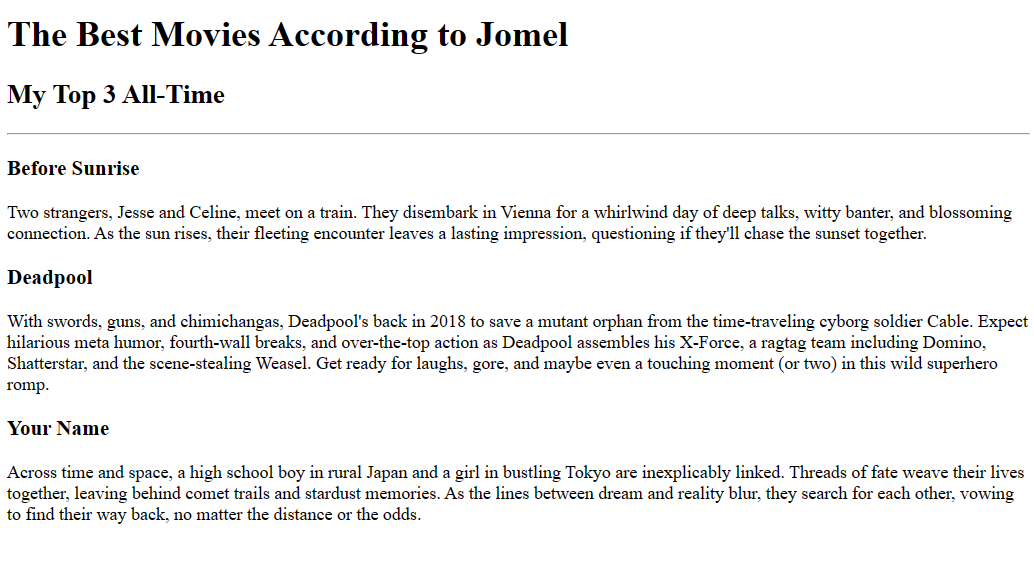 The Best Movies According to Jomel
My Top 3 All-Time
Before Sunrise
Two strangers, Jesse and Celine, meet on a train. They disembark in Vienna for a whirlwind day of deep talks, witty banter, and blossoming
connection. As the sun rises, their fleeting encounter leaves a lasting impression, questioning if they'll chase the sunset together.
Deadpool
With swords, guns, and chimichangas, Deadpool's back in 2018 to save a mutant orphan from the time-traveling cyborg soldier Cable. Expect
hilarious meta humor, fourth-wall breaks, and over-the-top action as Deadpool assembles his X-Force, a ragtag team including Domino,
Shatterstar, and the scene-stealing Weasel. Get ready for laughs, gore, and maybe even a touching moment (or two) in this wild superhero
romp.
Your Name
Across time and space, a high school boy in rural Japan and a girl in bustling Tokyo are inexplicably linked. Threads of fate weave their lives
together, leaving behind comet trails and stardust memories. As the lines between dream and reality blur, they search for each other, vowing
to find their way back, no matter the distance or the odds.